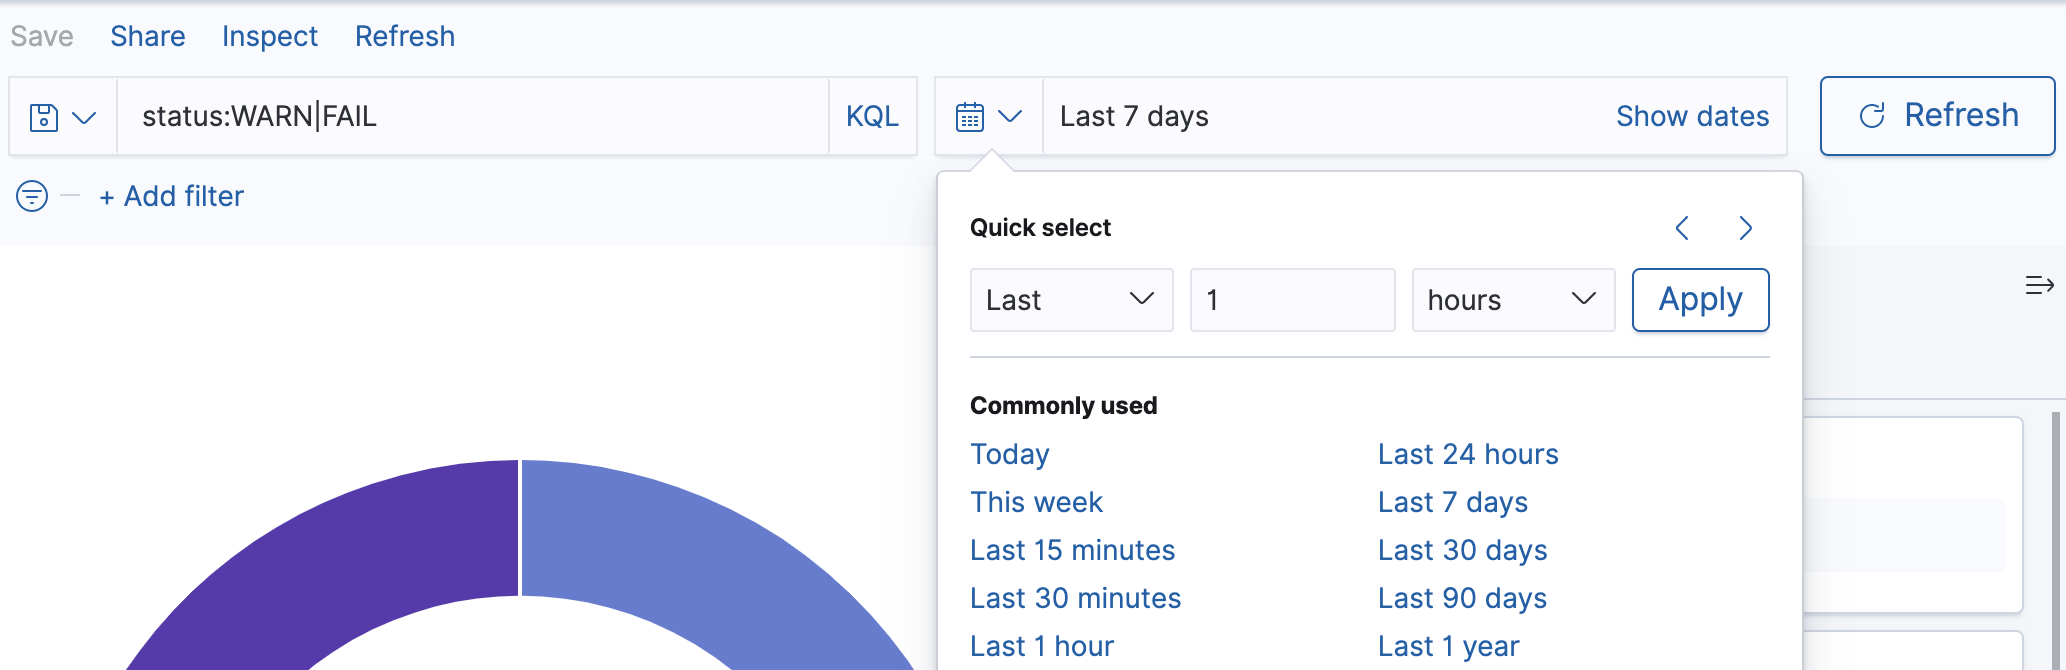 Save Share Inspect Refresh
status:WARN|FAIL KQL Last 7 days Show dates Refresh
+ Add filter
Quick select
Last 1 hours Apply
Commonly used
Today Last 24 hours
This week Last 7 days
Last 15 minutes Last 30 days
Last 30 minutes Last 90 days
Last 1 hour Last 1 year